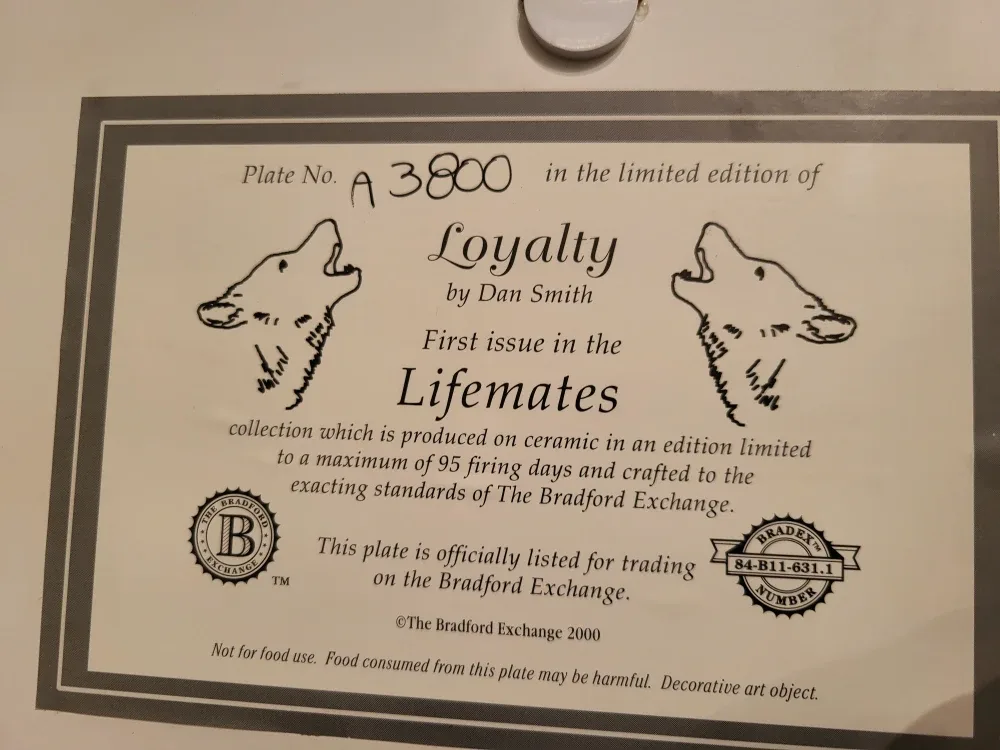 Plate No. A 3800 in the limited edition of
Loyalty
by Dan Smith
First issue in the
Lifemates
collection which is produced on ceramic in an edition limited
to a maximum of 95 firing days and crafted to the
exacting standards of The Bradford Exchange.
THE BRADFORD
B
EXCHANGE
TM
This plate is officially listed for trading
on the Bradford Exchange.
BRADEX™
84-B11-631.1
NUMBER
©The Bradford Exchange 2000
Not for food use. Food consumed from this plate may be harmful. Decorative art object.